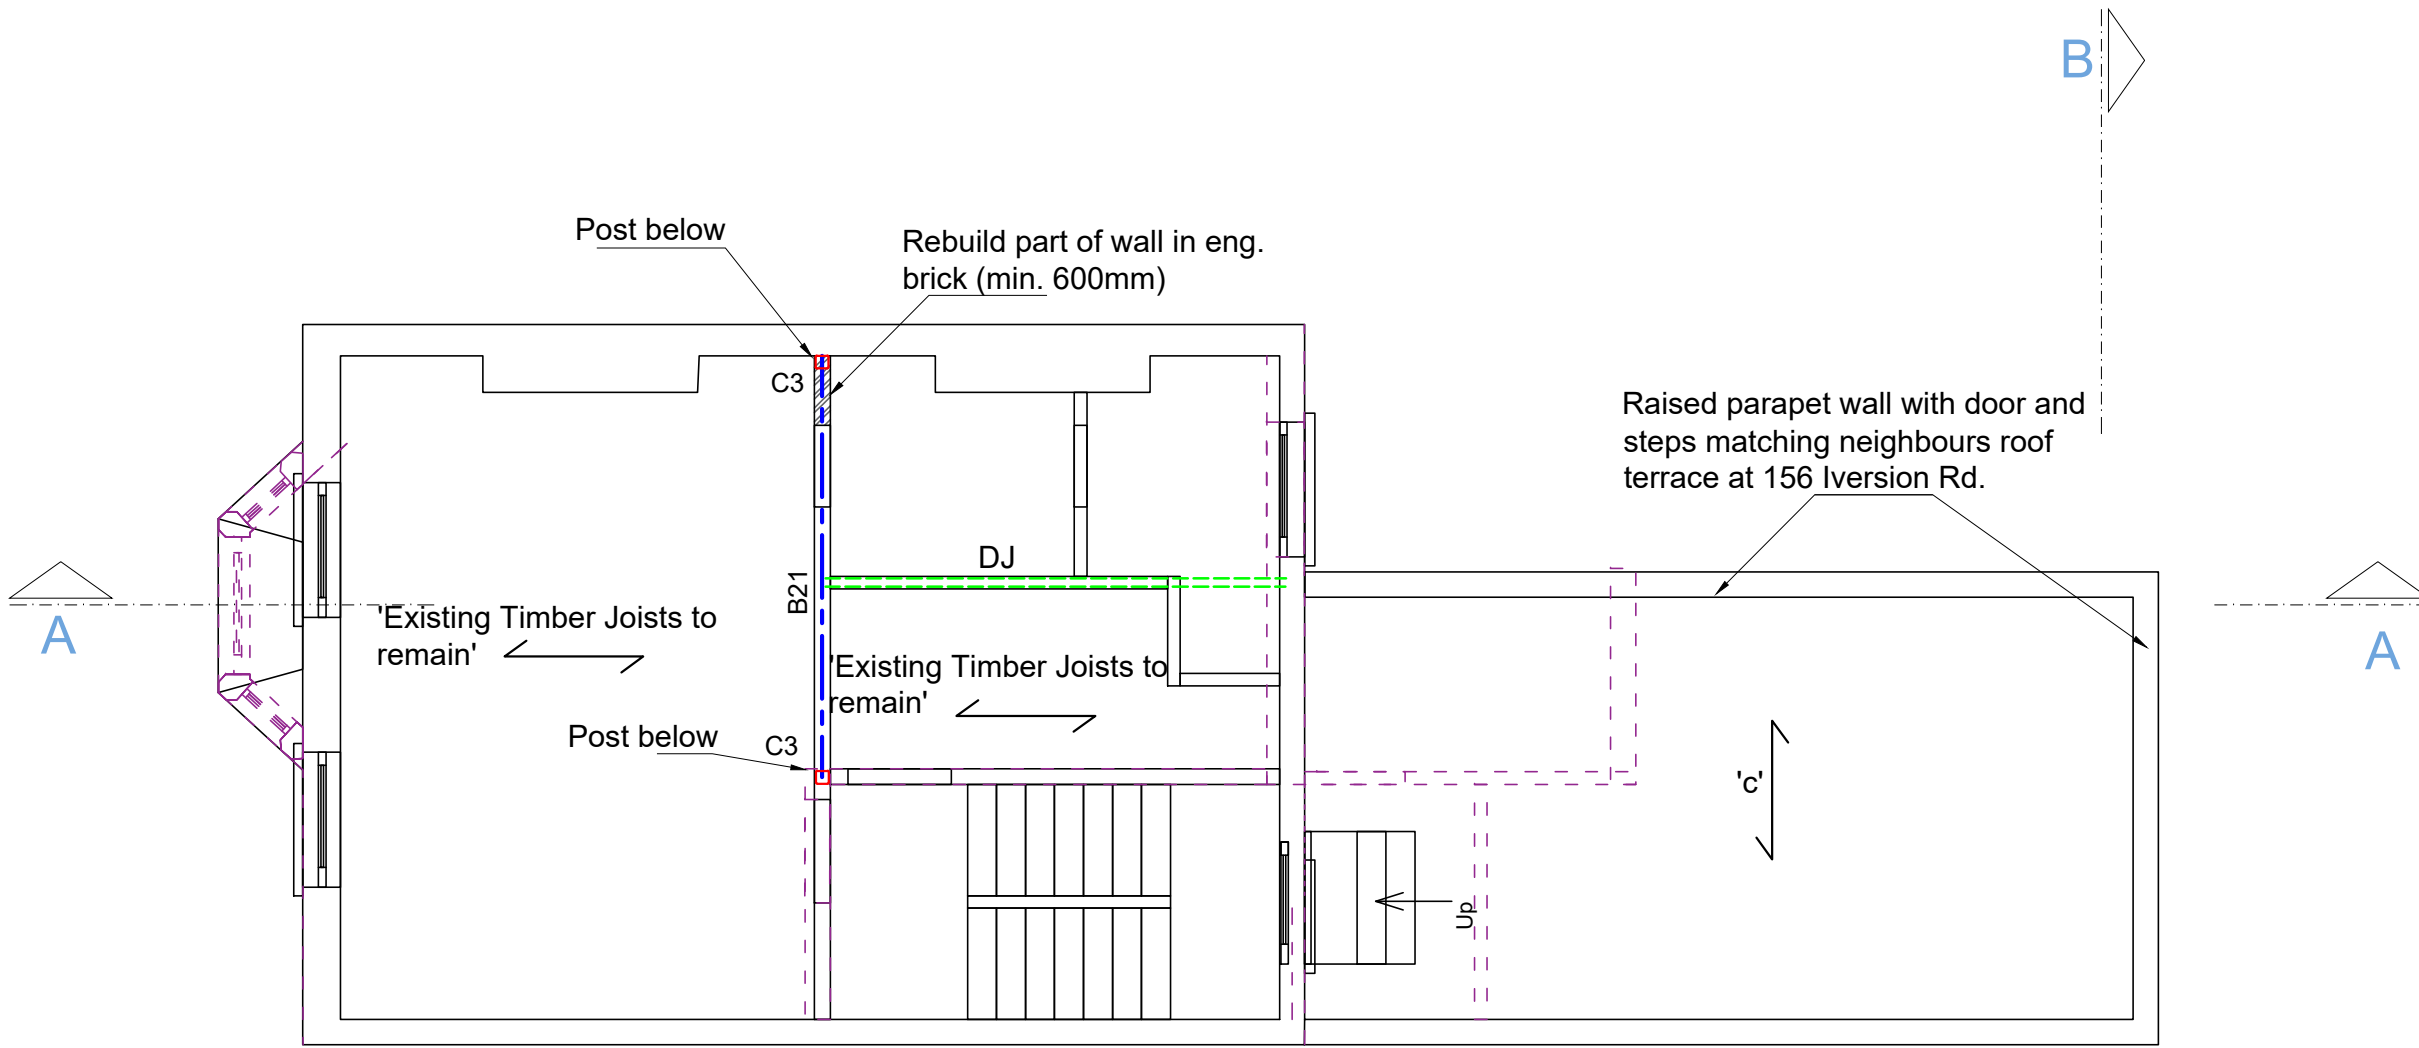 B
Post below
Rebuild part of wall in eng.
brick (min. 600mm)
C3
Raised parapet wall with door and
steps matching neighbours roof
terrace at 156 Iversion Rd.
DJ
B21
A
'Existing Timber Joists to
remain'
'Existing Timber Joists to
remain'
A
Post below
C3
'c'
Up